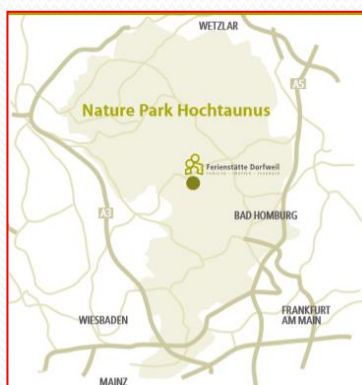 WETZLAR
A5
Nature Park Hochtaunus
Ferienstätte Dorfweil
A3
BAD HOMBURG
WIESBADEN
FRANKFURT
AM MAIN
MAINZ